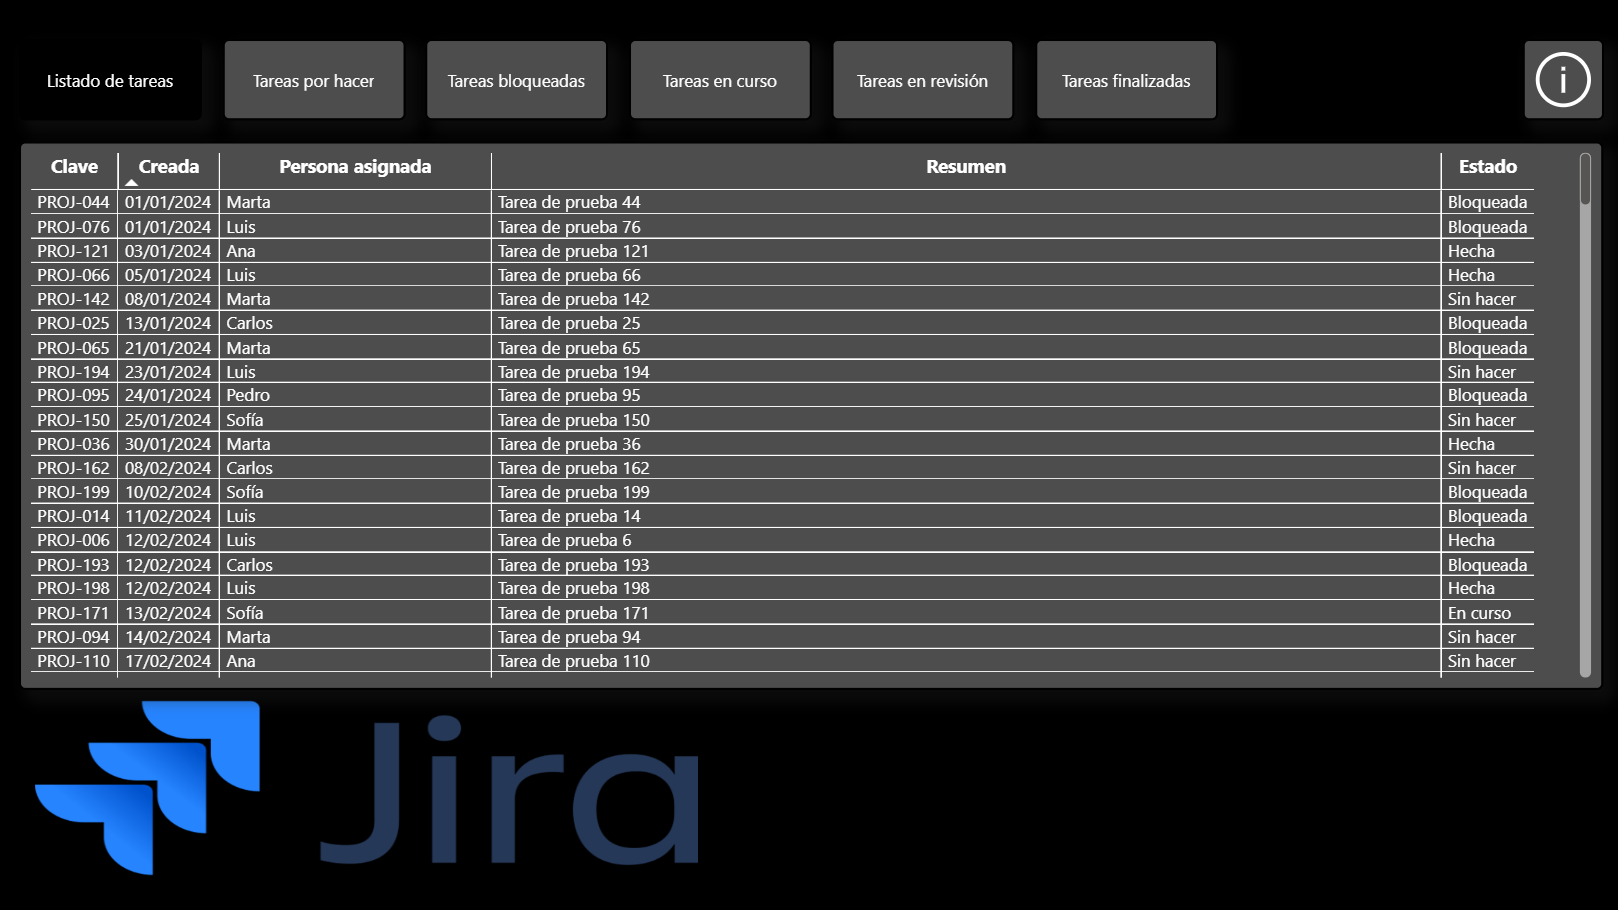 Listado de tareas Tareas por hacer Tareas bloqueadas Tareas en curso Tareas en revisión Tareas finalizadas i
Clave Creada Persona asignada Resumen Estado
PROJ-044 01/01/2024 Marta Tarea de prueba 44 Bloqueada
PROJ-076 01/01/2024 Luis Tarea de prueba 76 Bloqueada
PROJ-121 03/01/2024 Ana Tarea de prueba 121 Hecha
PROJ-066 05/01/2024 Luis Tarea de prueba 66 Hecha
PROJ-142 08/01/2024 Marta Tarea de prueba 142 Sin hacer
PROJ-025 13/01/2024 Carlos Tarea de prueba 25 Bloqueada
PROJ-065 21/01/2024 Marta Tarea de prueba 65 Bloqueada
PROJ-194 23/01/2024 Luis Tarea de prueba 194 Sin hacer
PROJ-095 24/01/2024 Pedro Tarea de prueba 95 Bloqueada
PROJ-150 25/01/2024 Sofía Tarea de prueba 150 Sin hacer
PROJ-036 30/01/2024 Marta Tarea de prueba 36 Hecha
PROJ-162 08/02/2024 Carlos Tarea de prueba 162 Sin hacer
PROJ-199 10/02/2024 Sofía Tarea de prueba 199 Bloqueada
PROJ-014 11/02/2024 Luis Tarea de prueba 14 Bloqueada
PROJ-006 12/02/2024 Luis Tarea de prueba 6 Hecha
PROJ-193 12/02/2024 Carlos Tarea de prueba 193 Bloqueada
PROJ-198 12/02/2024 Luis Tarea de prueba 198 Hecha
PROJ-171 13/02/2024 Sofía Tarea de prueba 171 En curso
PROJ-094 14/02/2024 Marta Tarea de prueba 94 Sin hacer
PROJ-110 17/02/2024 Ana Tarea de prueba 110 Sin hacer
Jira